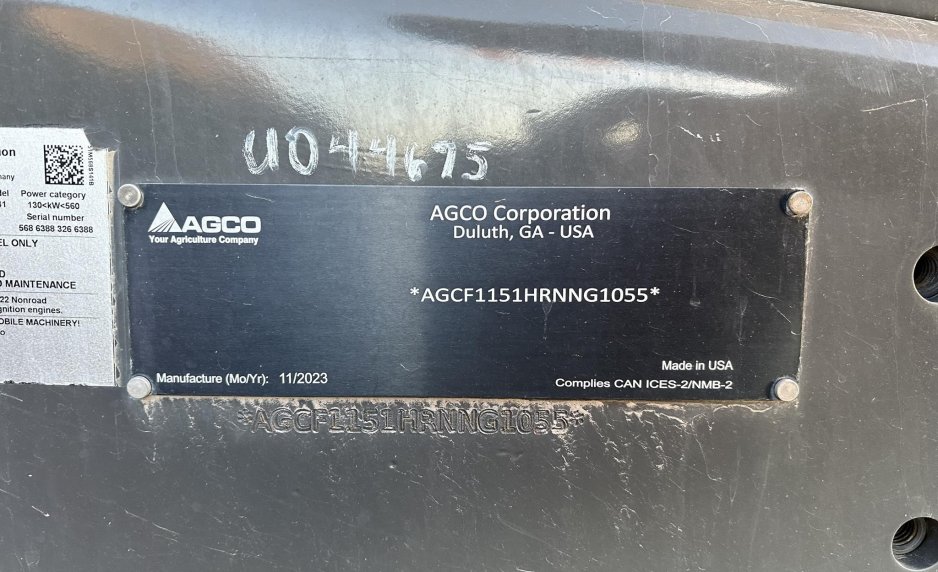 U044675
AGCO
Your Agriculture Company
AGCO Corporation
Duluth, GA - USA
*AGCF1151HRNNG1055*
Manufacture (Mo/Yr): 11/2023
Made in USA
Complies CAN ICES-2/NMB-2
*AGCF1151HRNNG1055*
Power category
130<kW<560
Serial number
568 6388 326 6388
ONLY
MAINTENANCE
22 Nonroad
engines.
MACHINERY!